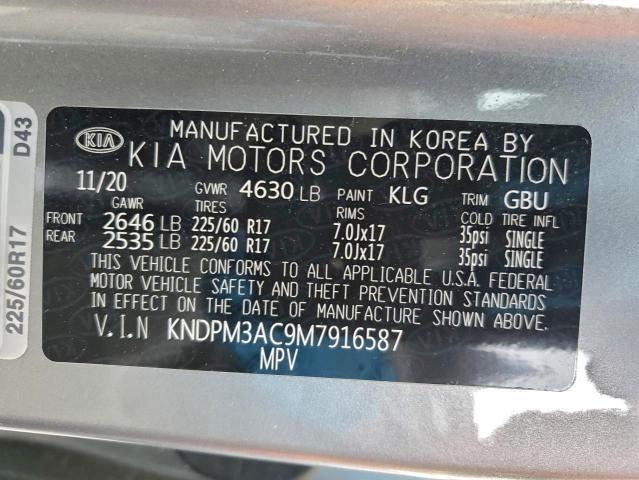 D43
225/60R17
KIA
MANUFACTURED IN KOREA BY
KIA MOTORS CORPORATION
11/20 GVWR 4630 LB PAINT KLG TRIM GBU
GAWR TIRES RIMS COLD TIRE INFL
FRONT 2646 LB 225/60 R17 7.0Jx17 35psi SINGLE
REAR 2535 LB 225/60 R17 7.0Jx17 35psi SINGLE
THIS VEHICLE CONFORMS TO ALL APPLICABLE U.S.A. FEDERAL
MOTOR VEHICLE SAFETY AND THEFT PREVENTION STANDARDS
IN EFFECT ON THE DATE OF MANUFACTURE SHOWN ABOVE.
V.I.N KNDPM3AC9M7916587
MPV